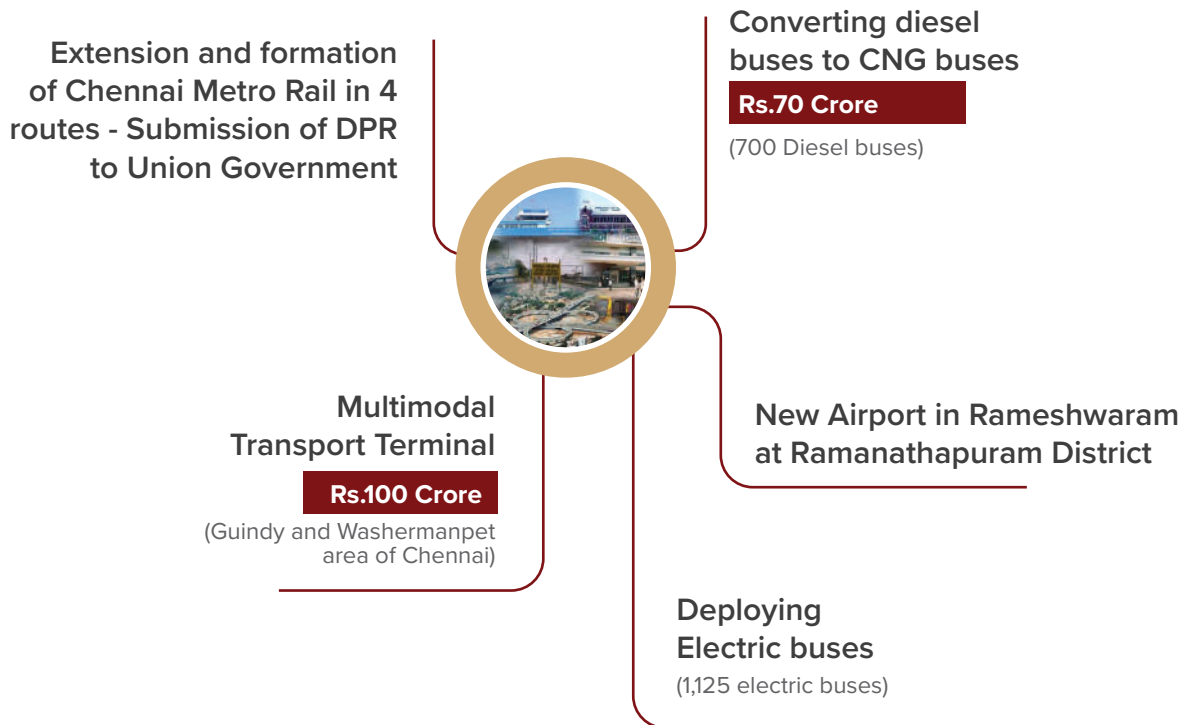 Extension and formation
of Chennai Metro Rail in 4
routes - Submission of DPR
to Union Government
Converting diesel
buses to CNG buses
Rs.70 Crore
(700 Diesel buses)
Multimodal
Transport Terminal
Rs.100 Crore
(Guindy and Washermanpet
area of Chennai)
New Airport in Rameshwaram
at Ramanathapuram District
Deploying
Electric buses
(1,125 electric buses)